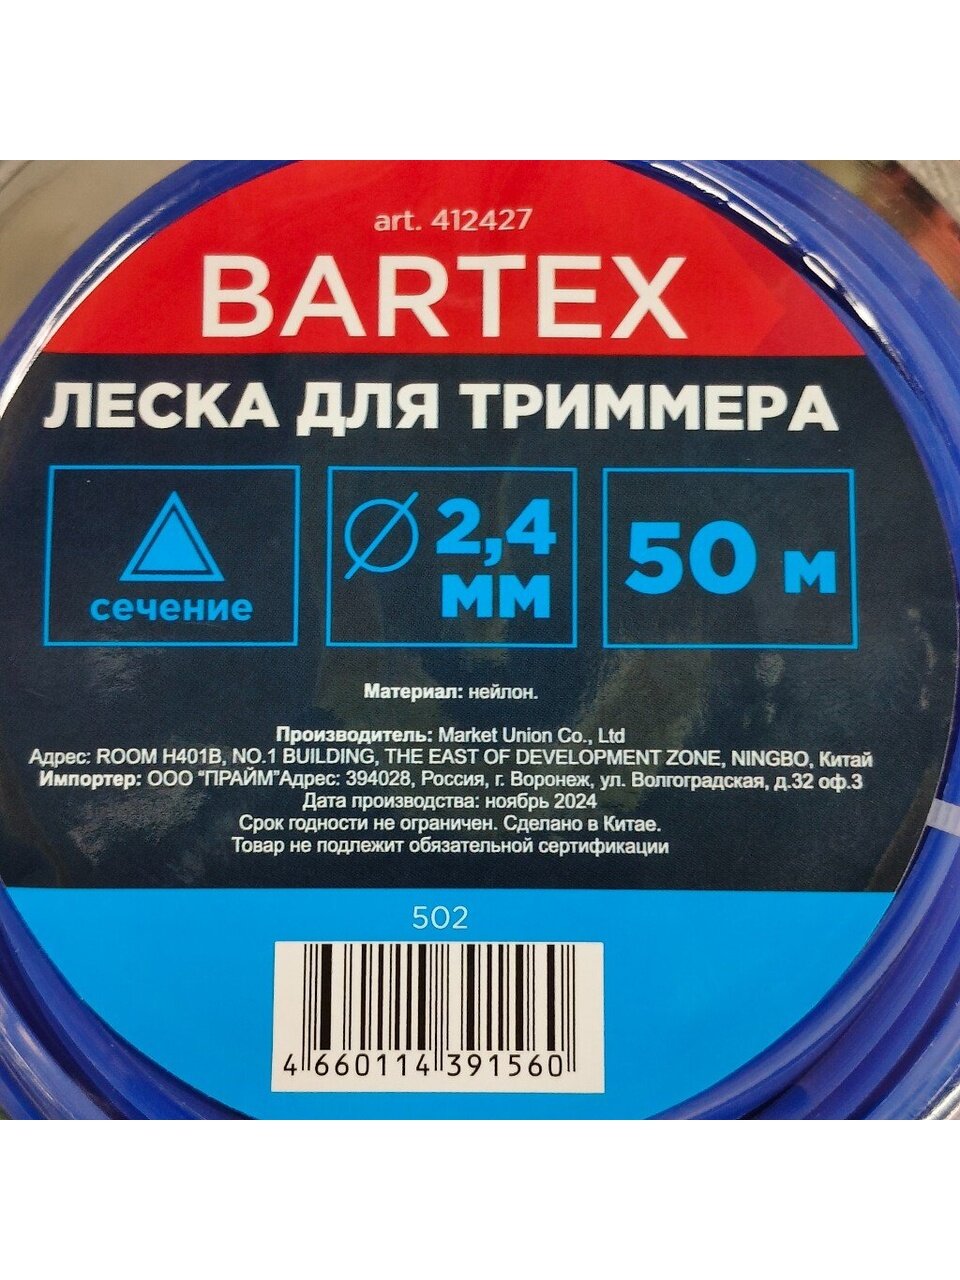 art. 412427
BARTEX
ЛЕСКА ДЛЯ ТРИММЕРА
сечение
2,4
мм
50 м
Материал: нейлон.
Производитель: Market Union Co., Ltd
Адрес: ROOM H401B, NO.1 BUILDING, THE EAST OF DEVELOPMENT ZONE, NINGBO, Китай
Импортер: ООО "ПРАЙМ"Адрес: 394028, Россия, г. Воронеж, ул. Волгоградская, д.32 оф.3
Дата производства: ноябрь 2024
Срок годности не ограничен. Сделано в Китае.
Товар не подлежит обязательной сертификации
502
4 660114 391560